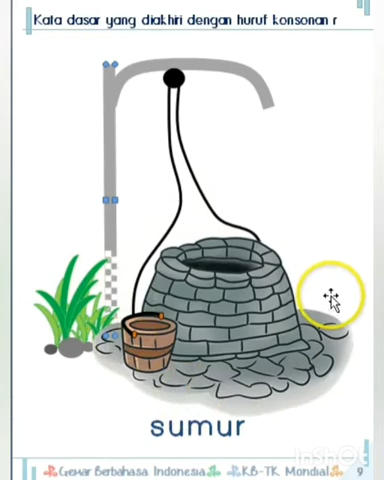 Kata dasar yang diakhiri dengan huruf konsonan r
sumur
InShOt
Gemar Berbahasa Indonesia KB-TK Mondial 9